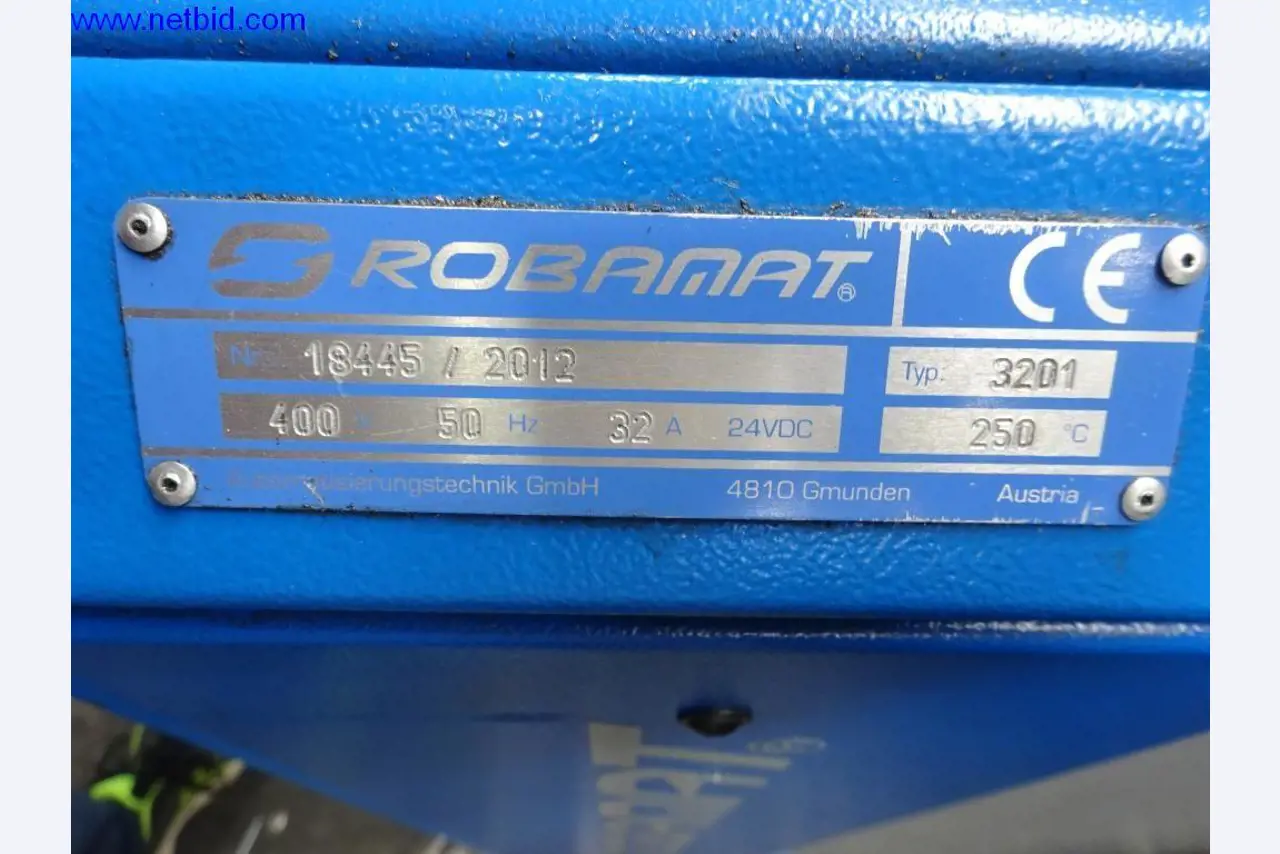 www.netbid.com
ROBAMAT ® CE
Nr. 18445 / 2012 Typ. 3201
400 50 Hz 32 A 24VDC 250 °C
GmbH 4810 Gmunden Austria